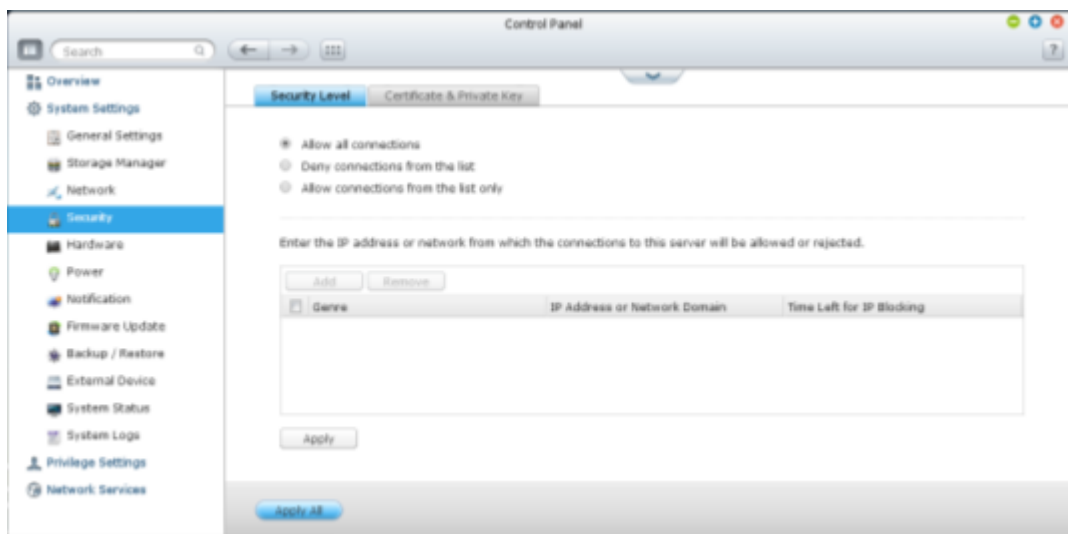 Control Panel
Search
?
Overview
System Settings
General Settings
Storage Manager
Network
Security
Hardware
Power
Notification
Firmware Update
Backup / Restore
External Device
System Status
System Logs
Privilege Settings
Network Services
Security Level
Certificate & Private Key
Allow all connections
Deny connections from the list
Allow connections from the list only
Enter the IP address or network from which the connections to this server will be allowed or rejected.
Add
Remove
Genre
IP Address or Network Domain
Time Left for IP Blocking
Apply
Apply All